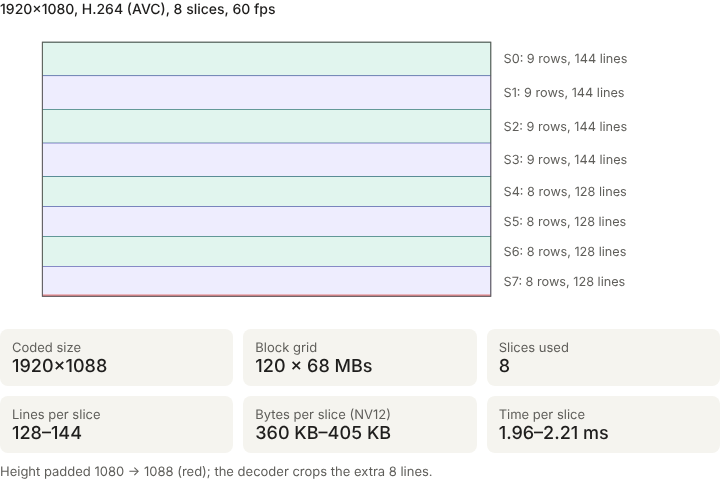 1920×1080, H.264 (AVC), 8 slices, 60 fps
S0: 9 rows, 144 lines
S1: 9 rows, 144 lines
S2: 9 rows, 144 lines
S3: 9 rows, 144 lines
S4: 8 rows, 128 lines
S5: 8 rows, 128 lines
S6: 8 rows, 128 lines
S7: 8 rows, 128 lines
Coded size
1920×1088
Block grid
120 × 68 MBs
Slices used
8
Lines per slice
128–144
Bytes per slice (NV12)
360 KB–405 KB
Time per slice
1.96–2.21 ms
Height padded 1080 → 1088 (red); the decoder crops the extra 8 lines.